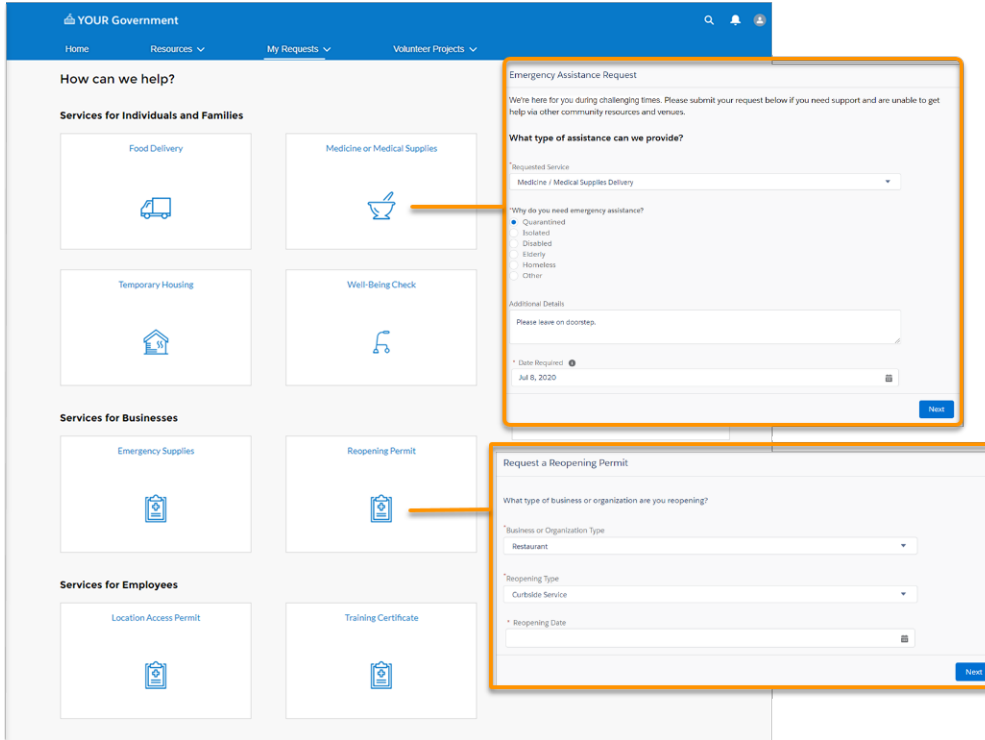 YOUR Government
Home Resources My Requests Volunteer Projects
How can we help?
Services for Individuals and Families
Food Delivery
Medicine or Medical Supplies
Temporary Housing
Well-Being Check
Services for Businesses
Emergency Supplies
Reopening Permit
Services for Employees
Location Access Permit
Training Certificate
Emergency Assistance Request
We're here for you during challenging times. Please submit your request below if you need support and are unable to get
help via other community resources and venues.
What type of assistance can we provide?
*Requested Service
Medicine / Medical Supplies Delivery
*Why do you need emergency assistance?
Quarantined
Isolated
Disabled
Elderly
Homeless
Other
Additional Details
Please leave on doorstep.
* Date Required
Jul 8, 2020
Next
Request a Reopening Permit
What type of business or organization are you reopening?
*Business or Organization Type
Restaurant
*Reopening Type
Curbside Service
* Reopening Date
Next